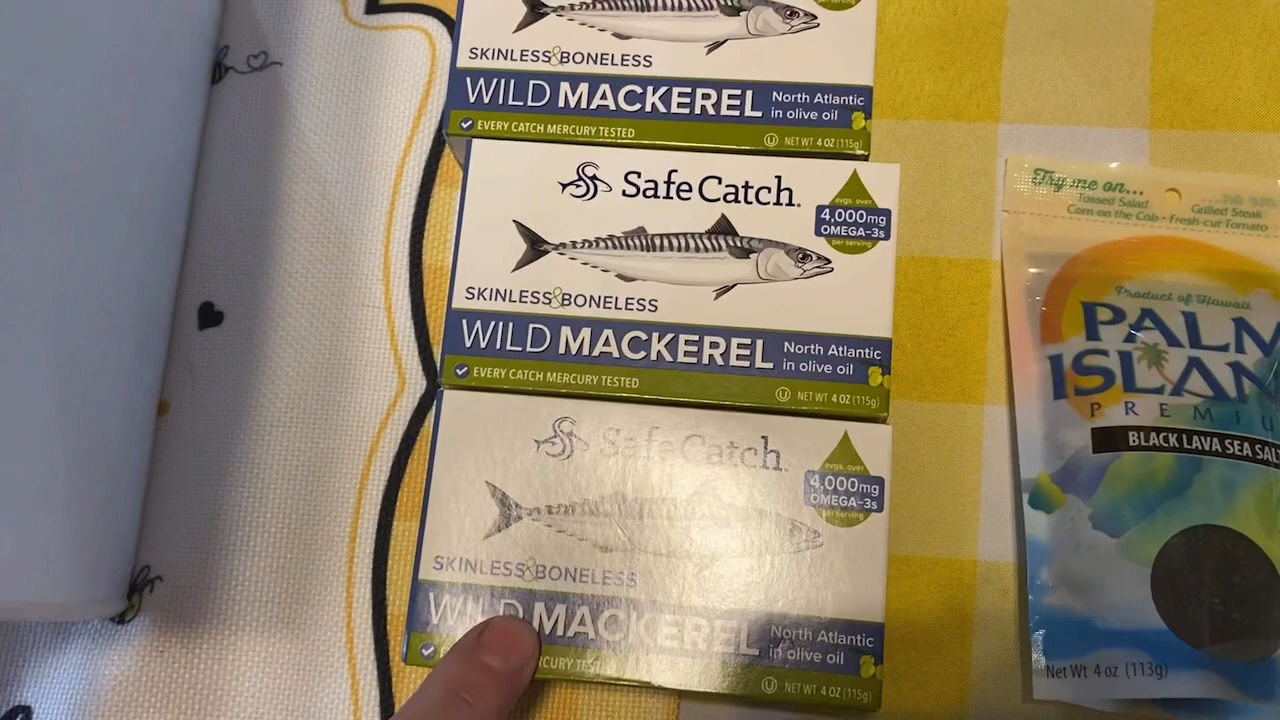 per serving
SKINLESS & BONELESS
WILD MACKEREL
North Atlantic
in olive oil
EVERY CATCH MERCURY TESTED
U NET WT 4 OZ (115g)
Safe Catch®
avgs. over
4,000mg
OMEGA-3s
per serving
SKINLESS & BONELESS
WILD MACKEREL
North Atlantic
in olive oil
EVERY CATCH MERCURY TESTED
U NET WT 4 OZ (115g)
Safe Catch®
avgs. over
4,000mg
OMEGA-3s
per serving
SKINLESS & BONELESS
WILD MACKEREL
North Atlantic
in olive oil
RCURY TESTED
U NET WT 4 OZ (115g)
Try me on...
Tossed Salad
Grilled Steak
Corn on the Cob • Fresh-cut Tomato
Product of Hawaii
PALM
ISLAN
PREMIU
BLACK LAVA SEA SALT
Net Wt 4 oz (113g)